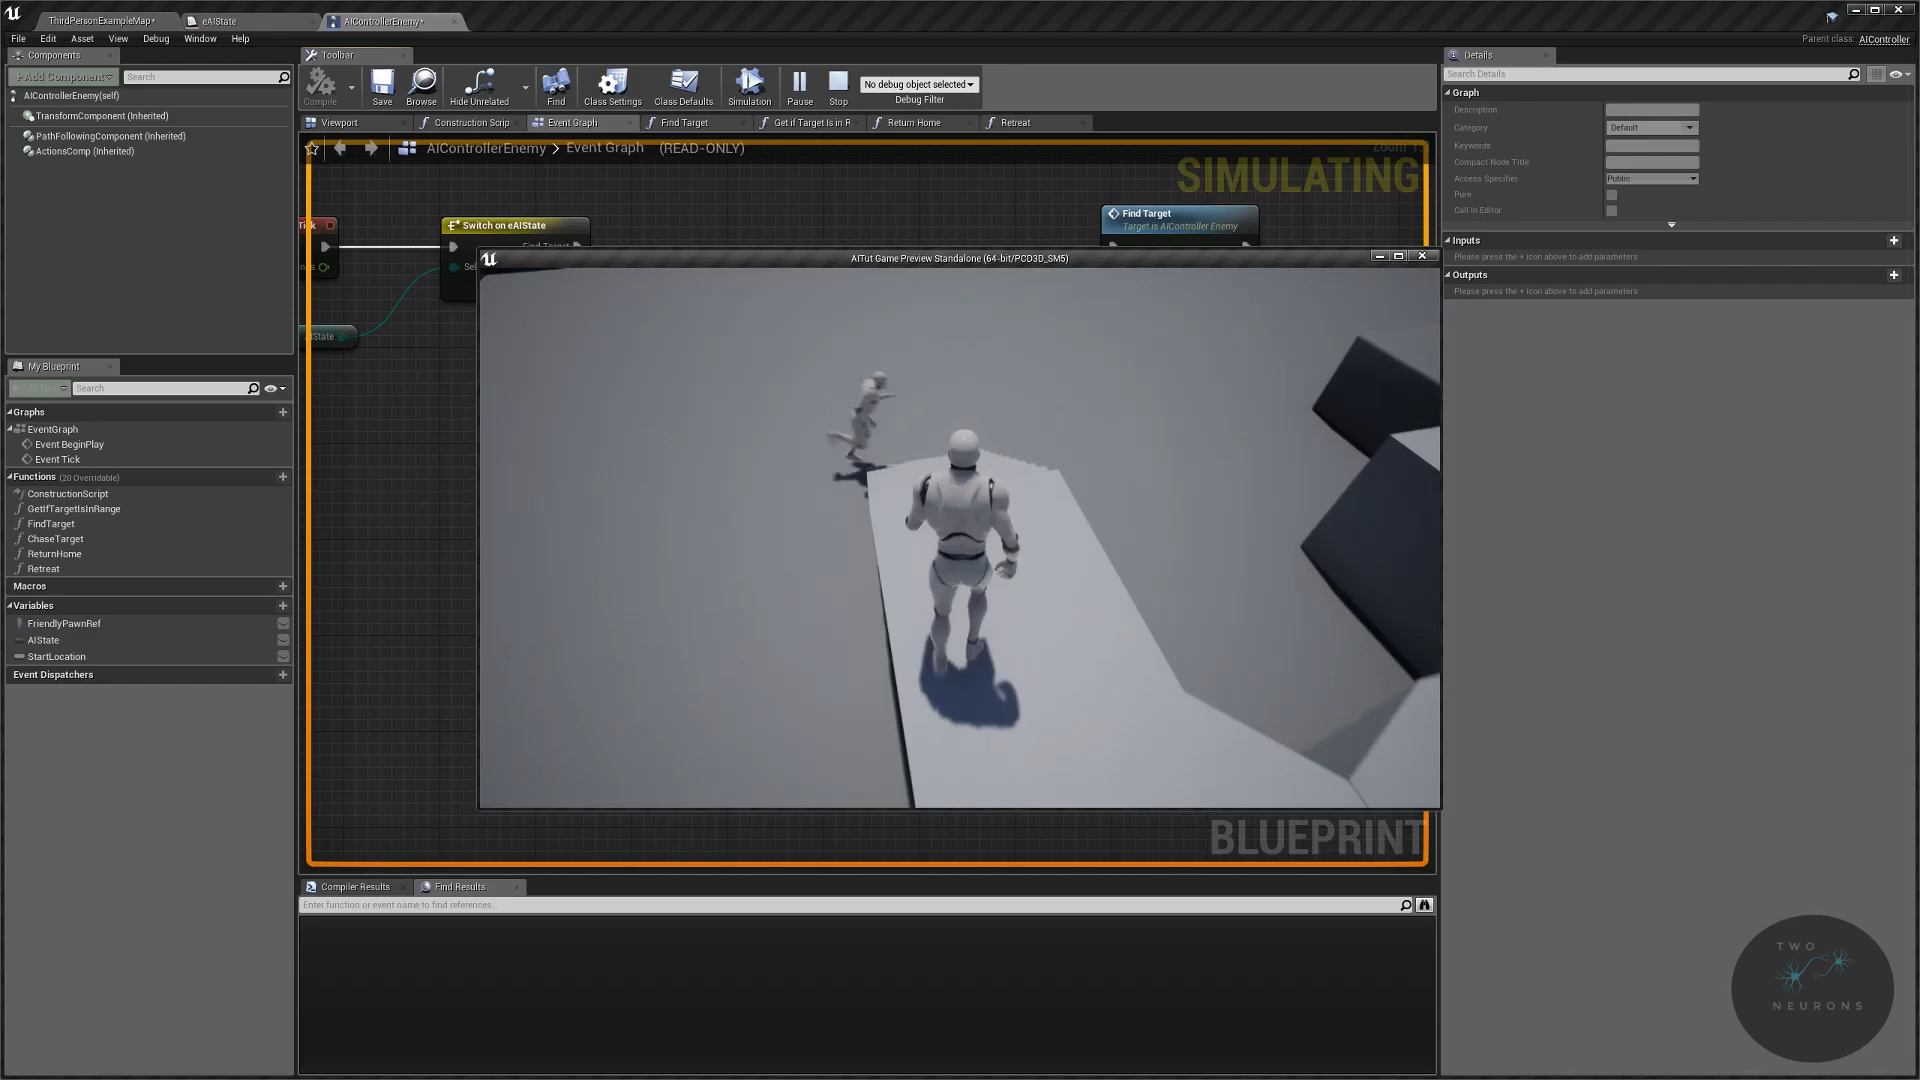 ThirdPersonExampleMap*
eAIState
AIControllerEnemy*
File Edit Asset View Debug Window Help
Parent class: AIController
Components
Toolbar
Details
+ Add Component
Search
AIControllerEnemy(self)
TransformComponent (Inherited)
PathFollowingComponent (Inherited)
ActionsComp (Inherited)
Compile
Save
Browse
Hide Unrelated
Find
Class Settings
Class Defaults
Simulation
Pause
Stop
No debug object selected
Debug Filter
Viewport
Construction Scrip
Event Graph
Find Target
Get if Target Is in R
Return Home
Retreat
AIControllerEnemy > Event Graph (READ-ONLY)
SIMULATING
Switch on eAIState
Find Target
Find Target
Target is AIController Enemy
AITut Game Preview Standalone (64-bit/PCD3D_SM5)
BLUEPRINT
My Blueprint
Search
Graphs
EventGraph
Event BeginPlay
Event Tick
Functions (20 Overridable)
ConstructionScript
GetIfTargetIsInRange
FindTarget
ChaseTarget
ReturnHome
Retreat
Macros
Variables
FriendlyPawnRef
AIState
StartLocation
Event Dispatchers
Compiler Results
Find Results
Enter function or event name to find references...
Search Details
Graph
Description
Category
Default
Keywords
Compact Node Title
Access Specifier
Public
Pure
Call In Editor
Inputs
Please press the + icon above to add parameters
Outputs
Please press the + icon above to add parameters
TWO
NEURONS